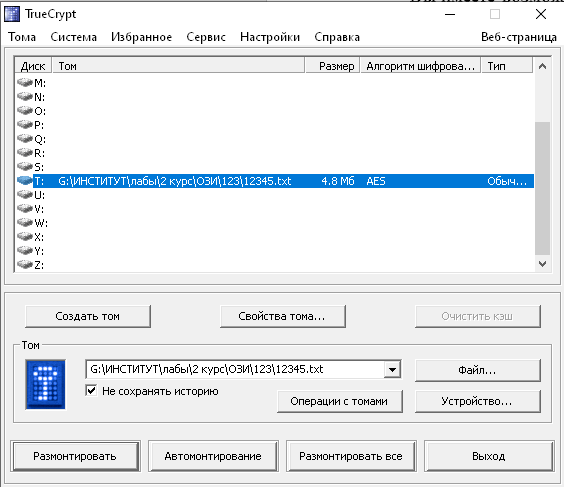 TrueCrypt
Тома Система Избранное Сервис Настройки Справка Веб-страница
Диск Том Размер Алгоритм шифрова... Тип
M:
N:
O:
P:
Q:
R:
S:
T: G:\ИНСТИТУТ\лабы\2 курс\ОЗИ\123\12345.txt 4.8 Мб AES Обыч...
U:
V:
W:
X:
Y:
Z:
Создать том Свойства тома... Очистить кэш
Том
G:\ИНСТИТУТ\лабы\2 курс\ОЗИ\123\12345.txt Файл...
Не сохранять историю Операции с томами Устройство...
Размонтировать Автомонтирование Размонтировать все Выход